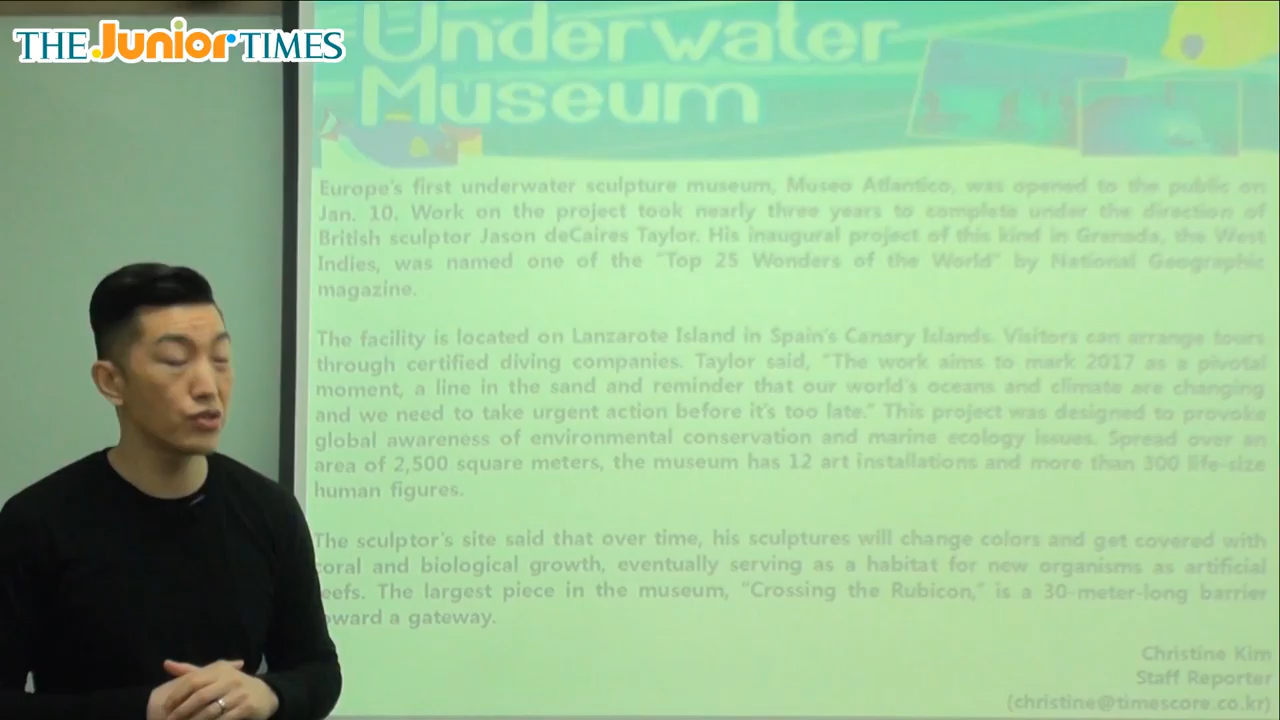 THE Junior TIMES
Underwater
Museum
Europe's first underwater sculpture museum, Museo Atlantico, was opened to the public on
Jan. 10. Work on the project took nearly three years to complete under the direction of
British sculptor Jason deCaires Taylor. His inaugural project of this kind in Grenada, the West
Indies, was named one of the "Top 25 Wonders of the World" by National Geographic
magazine.
The facility is located on Lanzarote Island in Spain's Canary Islands. Visitors can arrange tours
through certified diving companies. Taylor said, "The work aims to mark 2017 as a pivotal
moment, a line in the sand and reminder that our world's oceans and climate are changing
and we need to take urgent action before it's too late." This project was designed to provoke
global awareness of environmental conservation and marine ecology issues. Spread over an
area of 2,500 square meters, the museum has 12 art installations and more than 300 life-size
human figures.
The sculptor's site said that over time, his sculptures will change colors and get covered with
coral and biological growth, eventually serving as a habitat for new organisms as artificial
eefs. The largest piece in the museum, "Crossing the Rubicon," is a 30-meter-long barrier
oward a gateway.
Christine Kim
Staff Reporter
(christine@timescore.co.kr)